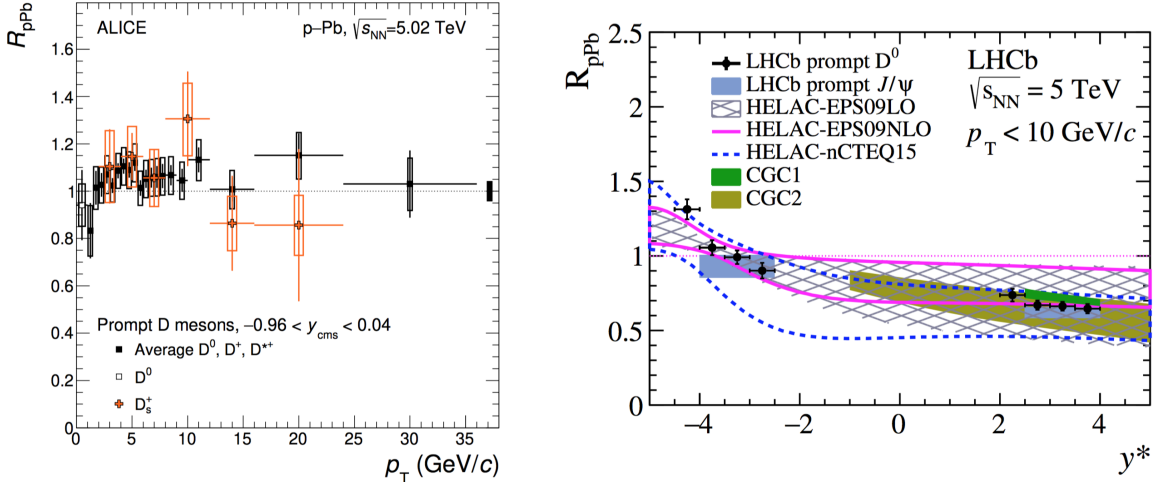 R_pPb
ALICE
p–Pb, √s_NN=5.02 TeV
1.6
1.4
1.2
1
0.8
0.6
0.4
0.2
0
Prompt D mesons, −0.96 < y_cms < 0.04
Average D⁰, D⁺, D*⁺
D⁰
D_s⁺
0 5 10 15 20 25 30 35
p_T (GeV/c)
R_pPb
2.5
2
1.5
1
0.5
0
LHCb prompt D⁰
LHCb prompt J/ψ
HELAC-EPS09LO
HELAC-EPS09NLO
HELAC-nCTEQ15
CGC1
CGC2
LHCb
√s_NN = 5 TeV
p_T < 10 GeV/c
−4 −2 0 2 4
y*